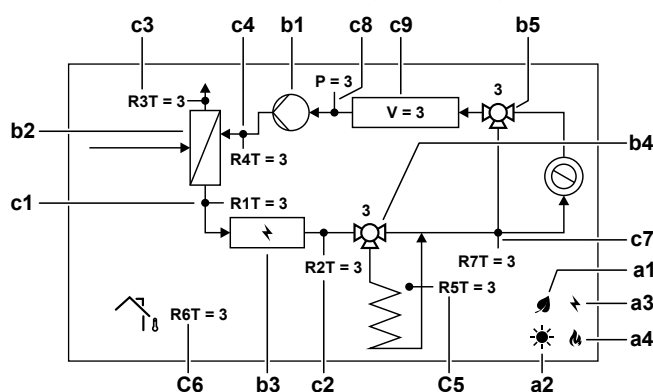 c3 c4 b1 c8 c9 b5
P = 3
R3T = 3
V = 3
3
b2
R4T = 3
b4
c1
R1T = 3
3
c7
R2T = 3
R7T = 3
a1
R5T = 3
R6T = 3
a3
a4
C6 b3 c2 C5 a2